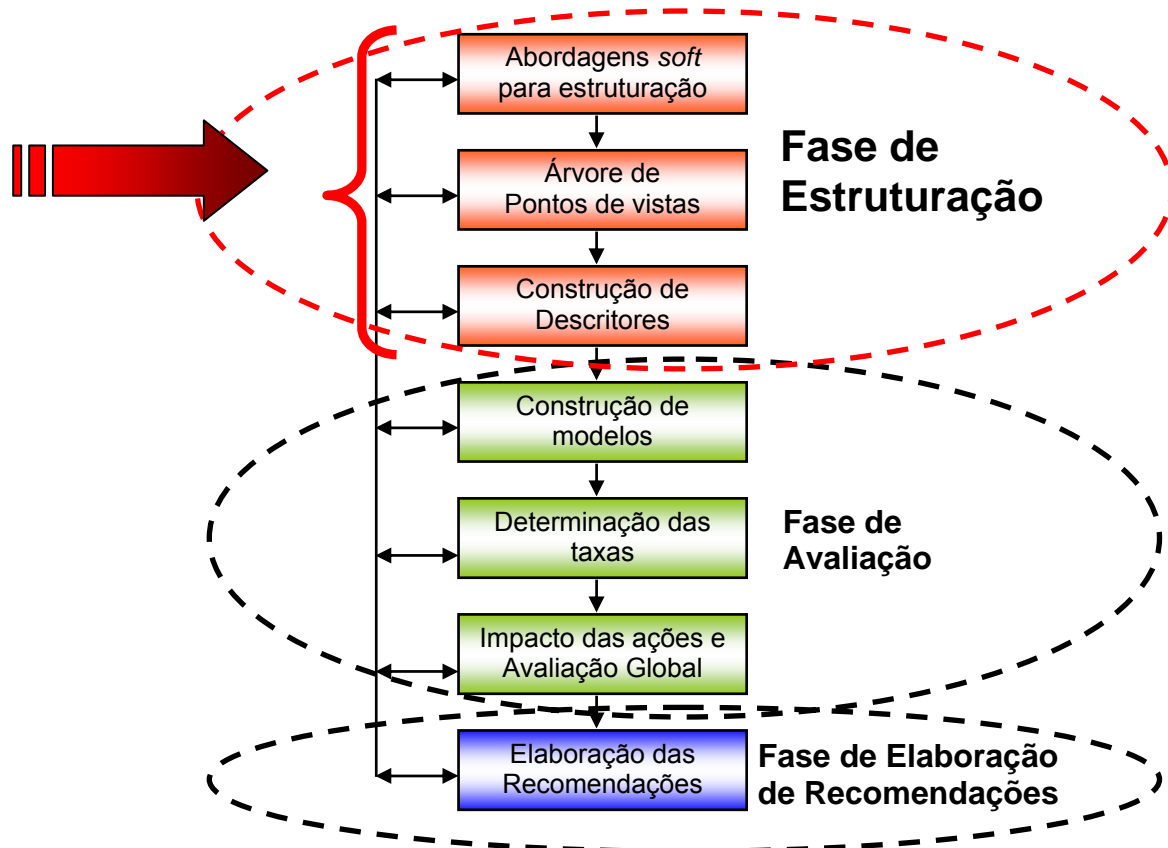 Abordagens soft
para estruturação
Fase de
Estruturação
Árvore de
Pontos de vistas
Construção de
Descritores
Construção de
modelos
Determinação das
taxas
Fase de
Avaliação
Impacto das ações e
Avaliação Global
Elaboração das
Recomendações
Fase de Elaboração
de Recomendações